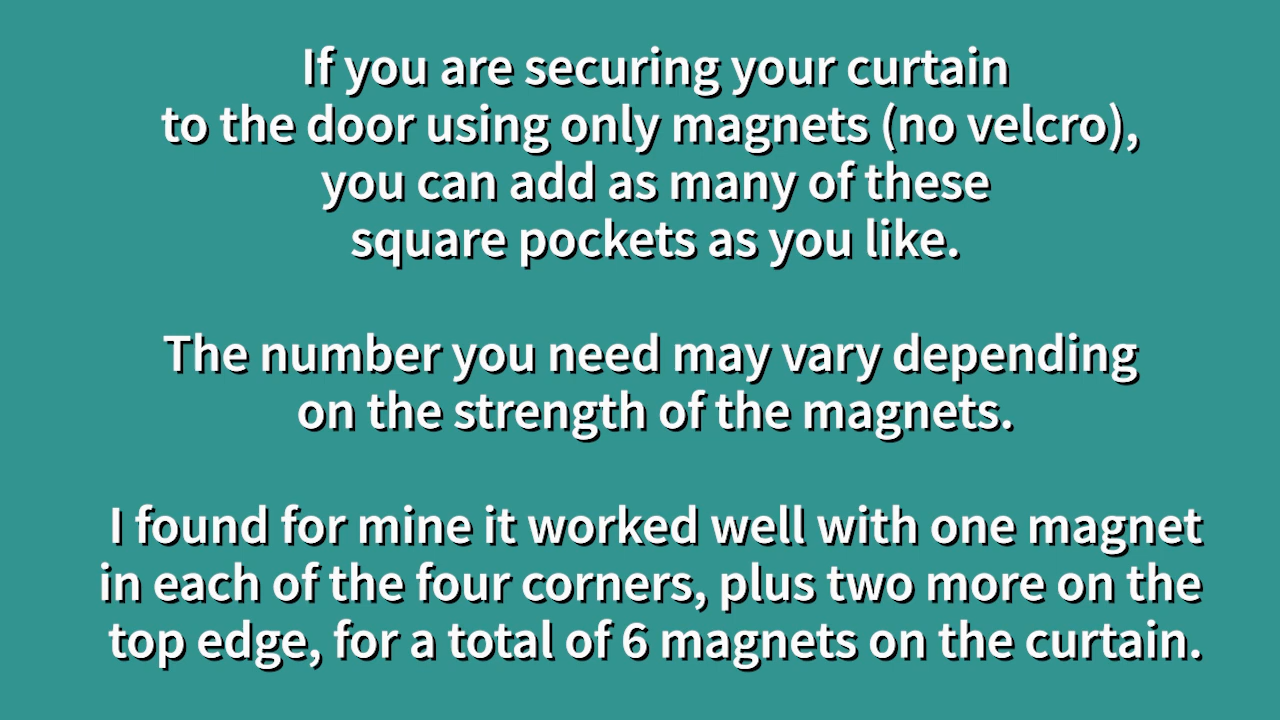 If you are securing your curtain
to the door using only magnets (no velcro),
you can add as many of these
square pockets as you like.
The number you need may vary depending
on the strength of the magnets.
I found for mine it worked well with one magnet
in each of the four corners, plus two more on the
top edge, for a total of 6 magnets on the curtain.